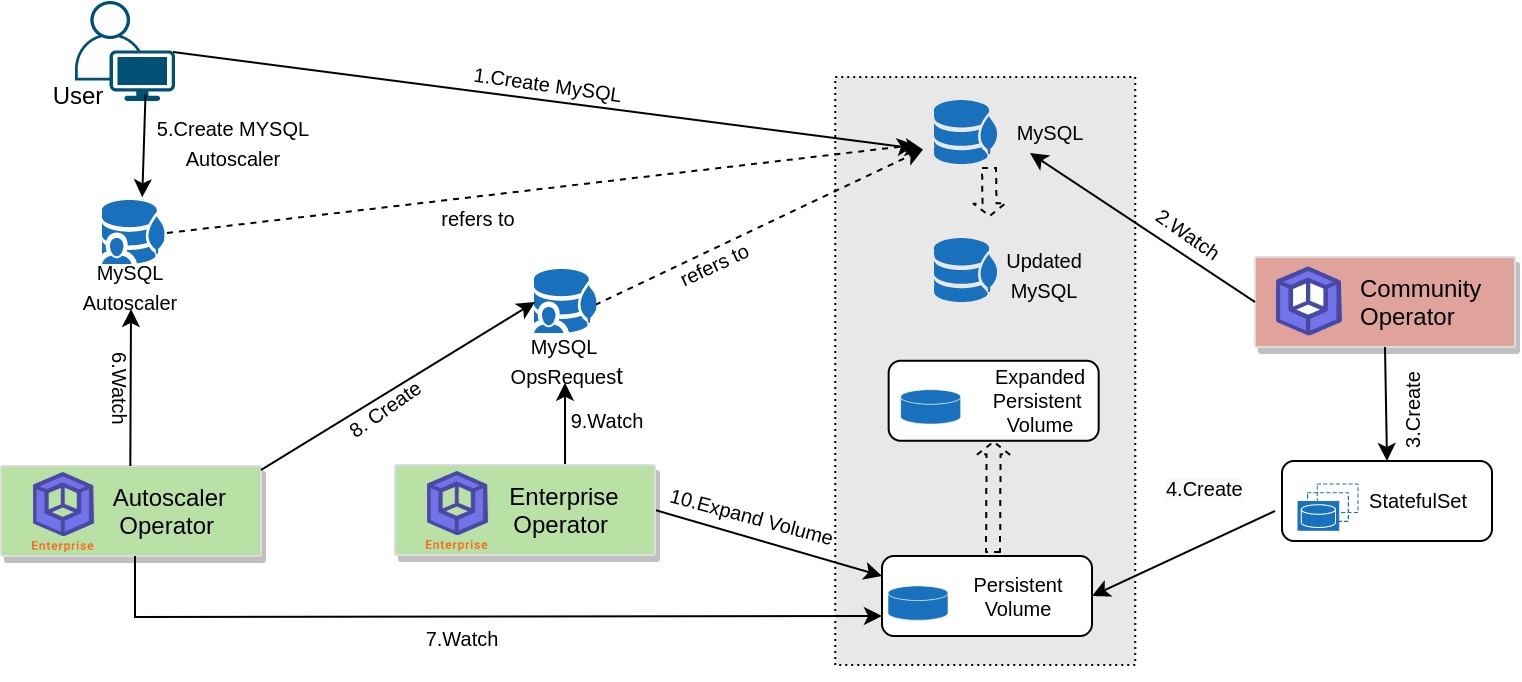 User
1.Create MySQL
5.Create MYSQL
Autoscaler
MySQL
refers to
2.Watch
MySQL
Autoscaler
refers to
Updated
MySQL
Community
Operator
MySQL
OpsRequest
6.Watch
8. Create
9.Watch
Expanded
Persistent
Volume
3.Create
Autoscaler
Operator
Enterprise
Enterprise
Operator
Enterprise
10.Expand Volume
4.Create
StatefulSet
Persistent
Volume
7.Watch